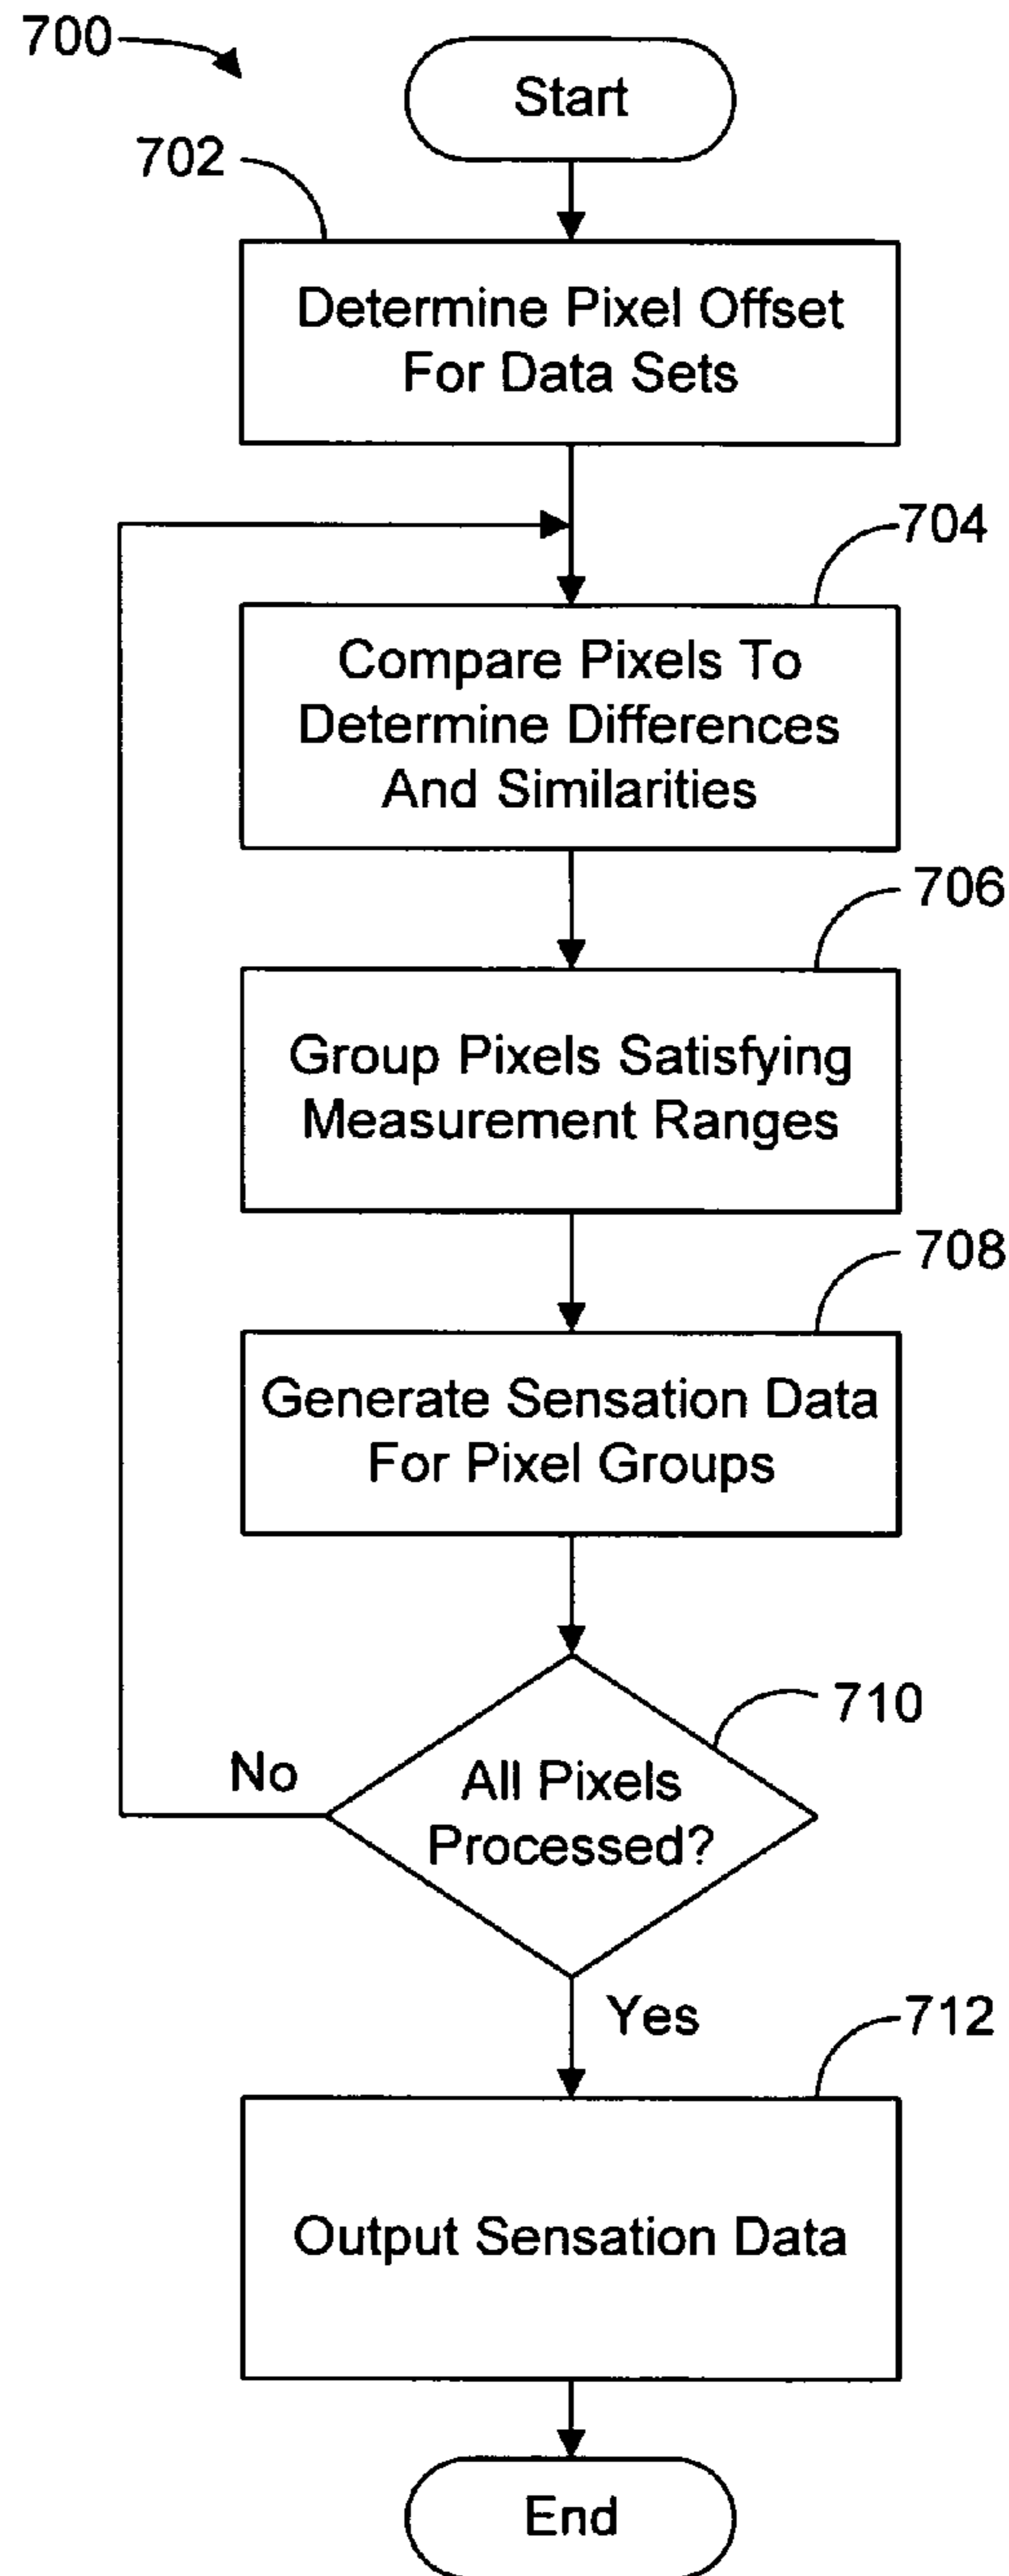 700
Start
702
Determine Pixel Offset
For Data Sets
704
Compare Pixels To
Determine Differences
And Similarities
706
Group Pixels Satisfying
Measurement Ranges
708
Generate Sensation Data
For Pixel Groups
710
No
All Pixels
Processed?
Yes
712
Output Sensation Data
End